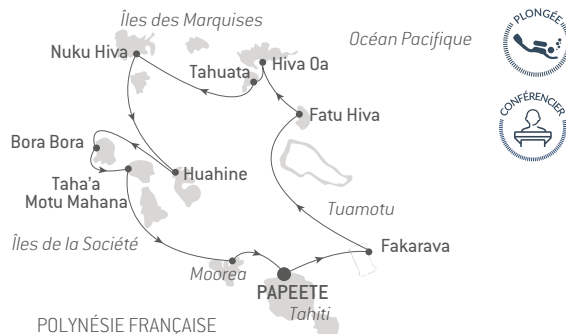 Îles des Marquises
Océan Pacifique
PLONGÉE
Nuku Hiva
Hiva Oa
Tahuata
CONFÉRENCIER
Fatu Hiva
Bora Bora
Huahine
Taha'a
Motu Mahana
Tuamotu
Îles de la Société
Fakarava
Moorea
PAPEETE
Tahiti
POLYNÉSIE FRANÇAISE